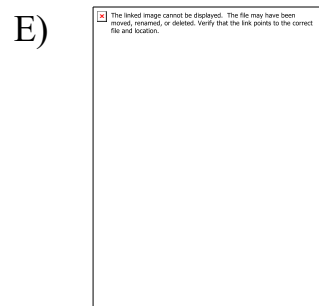 E)
The linked image cannot be displayed. The file may have been
moved, renamed, or deleted. Verify that the link points to the correct
file and location.